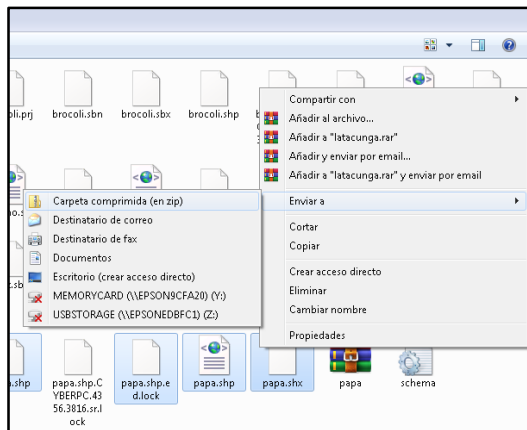 brocoli.sbn
brocoli.sbx
brocoli.shp
Compartir con
Añadir al archivo...
Añadir a "latacunga.rar"
Añadir y enviar por email...
Añadir a "latacunga.rar" y enviar por email
Enviar a
Cortar
Copiar
Crear acceso directo
Eliminar
Cambiar nombre
Propiedades
Carpeta comprimida (en zip)
Destinatario de correo
Destinatario de fax
Documentos
Escritorio (crear acceso directo)
MEMORYCARD (\\EPSON9CFA20) (Y:)
USBSTORAGE (\\EPSONEDBFC1) (Z:)
papa.shp.C
YBERPC.43
56.3816.sr.l
ock
papa.shp.e
d.lock
papa.shp
papa.shx
papa
schema